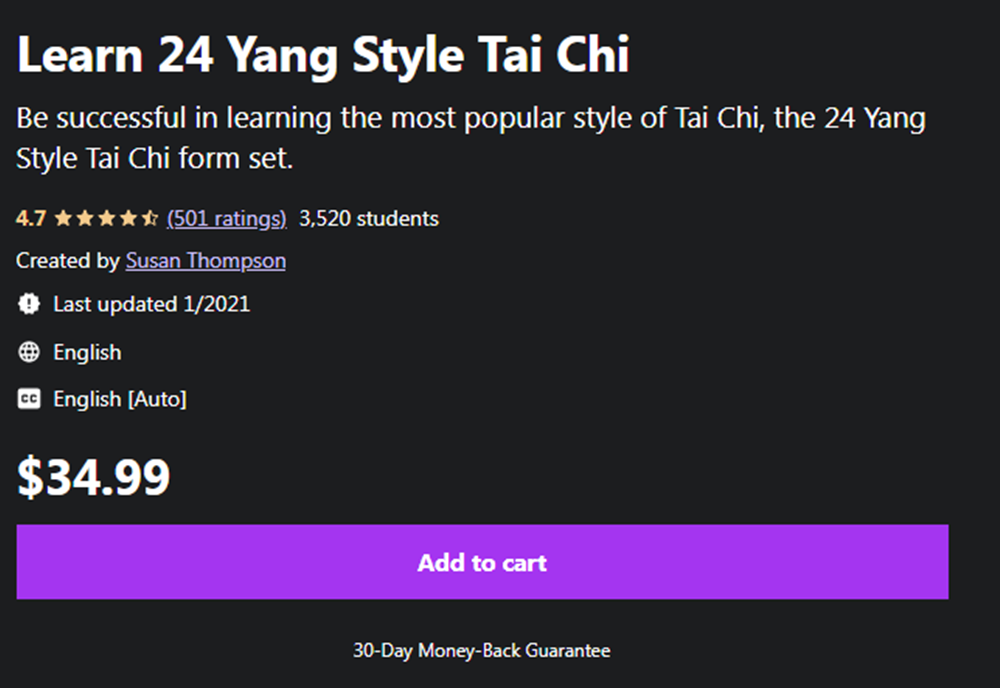 Learn 24 Yang Style Tai Chi
Be successful in learning the most popular style of Tai Chi, the 24 Yang
Style Tai Chi form set.
4.7 (501 ratings) 3,520 students
Created by Susan Thompson
Last updated 1/2021
English
CC English [Auto]
$34.99
Add to cart
30-Day Money-Back Guarantee